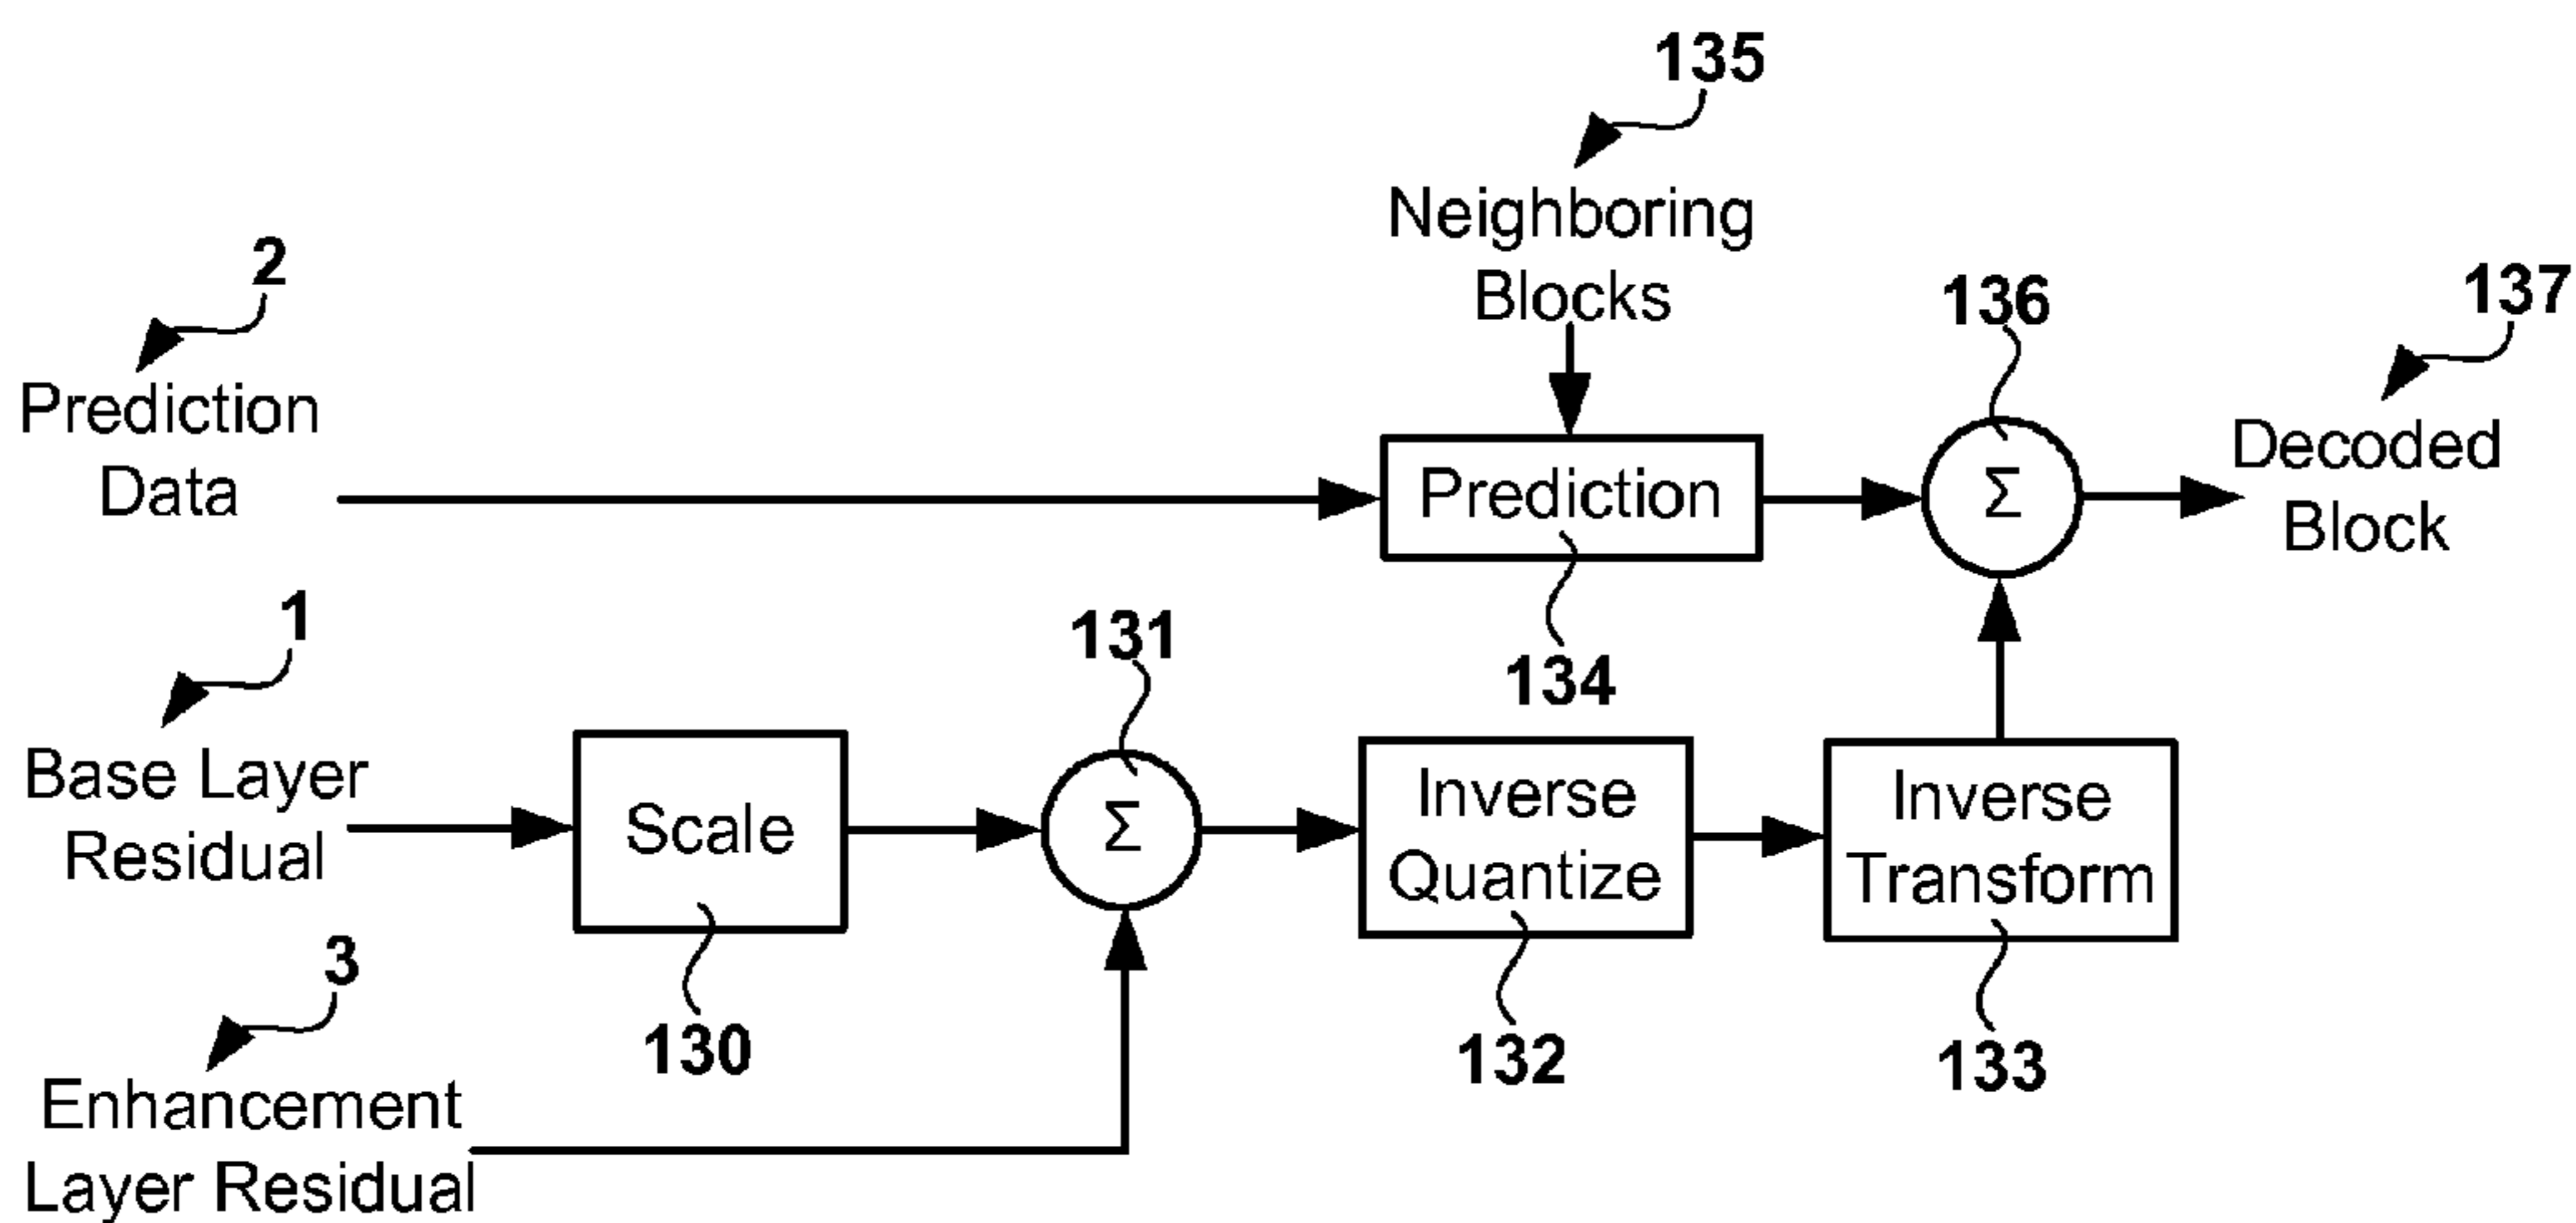 135
Neighboring
Blocks
2
Prediction
Data
136
137
Decoded
Block
Prediction
Σ
134
1
Base Layer
Residual
131
Scale
Σ
Inverse
Quantize
Inverse
Transform
130
132
133
3
Enhancement
Layer Residual